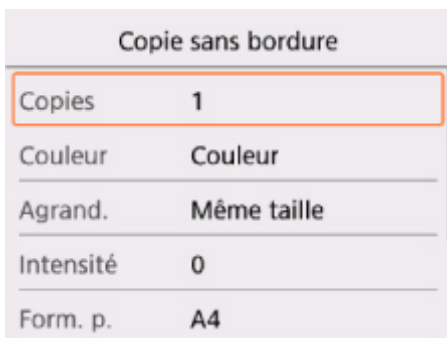 Copie sans bordure
Copies 1
Couleur Couleur
Agrand. Même taille
Intensité 0
Form. p. A4